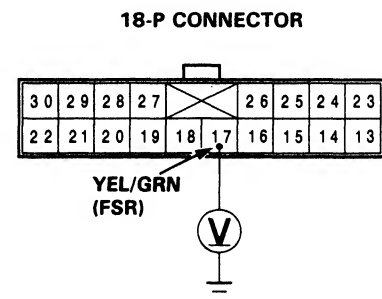 18-P CONNECTOR
30 29 28 27 26 25 24 23
22 21 20 19 18 17 16 15 14 13
YEL/GRN
(FSR)
V